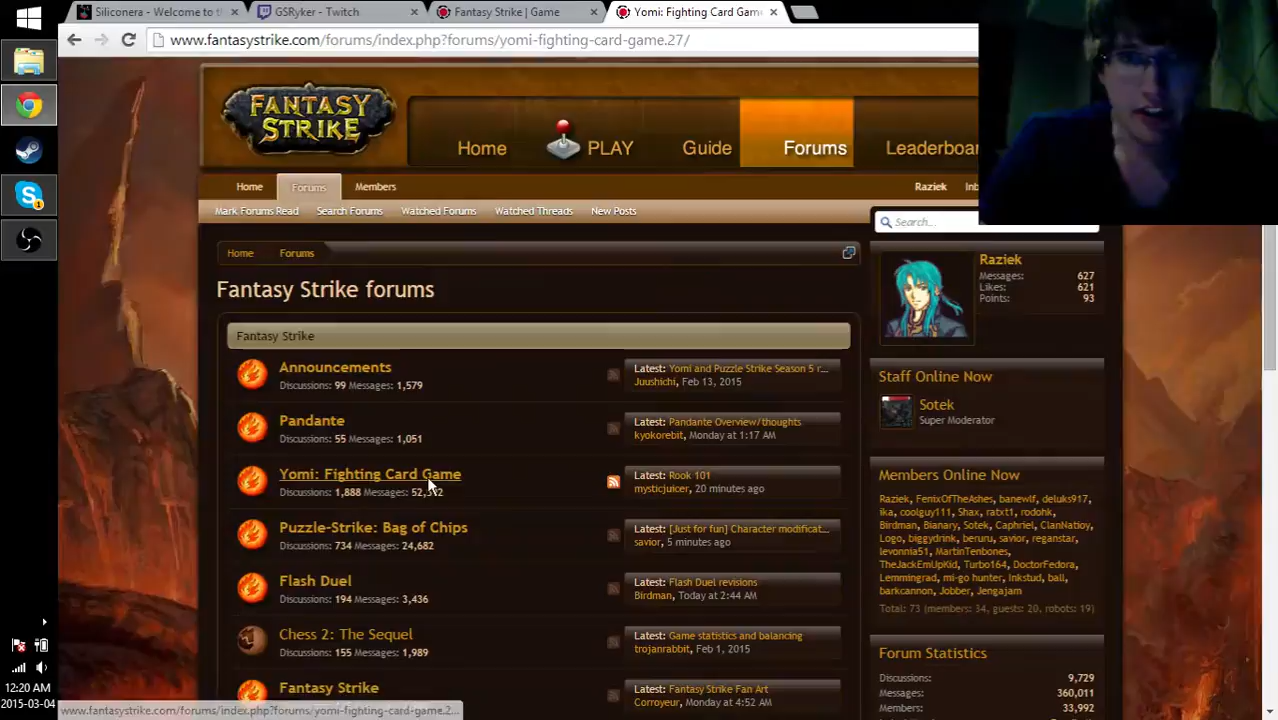 Siliconera - Welcome to th
GSRyker - Twitch
Fantasy Strike | Game
Yomi: Fighting Card Gam
www.fantasystrike.com/forums/index.php?forums/yomi-fighting-card-game.27/
FANTASY
STRIKE
Home
PLAY
Guide
Forums
Leaderboar
Home
Forums
Members
Raziek
Inb
Mark Forums Read
Search Forums
Watched Forums
Watched Threads
New Posts
Search...
Home
Forums
Fantasy Strike forums
Fantasy Strike
Announcements
Discussions: 99 Messages: 1,579
Latest: Yomi and Puzzle Strike Season 5 r...
Juushichi, Feb 13, 2015
Pandante
Discussions: 55 Messages: 1,051
Latest: Pandante Overview/thoughts
kyokorebit, Monday at 1:17 AM
Yomi: Fighting Card Game
Discussions: 1,888 Messages:
Latest: Rook 101
mysticjuicer, 20 minutes ago
Puzzle-Strike: Bag of Chips
Discussions: 734 Messages: 24,682
Latest: [Just for fun] Character modificat...
savior, 5 minutes ago
Flash Duel
Discussions: 194 Messages: 3,436
Latest: Flash Duel revisions
Birdman, Today at 2:44 AM
Chess 2: The Sequel
Discussions: 155 Messages: 1,989
Latest: Game statistics and balancing
trojanrabbit, Feb 1, 2015
Fantasy Strike
Latest: Fantasy Strike Fan Art
Corroyeur, Monday at 4:52 AM
Raziek
Messages: 627
Likes: 621
Points: 93
Staff Online Now
Sotek
Super Moderator
Members Online Now
Raziek, FenixOfTheAshes, banewlf, deluks917,
ika, coolguy111, Shax, ratxt1, rodohk,
Birdman, Bianary, Sotek, Caphriel, ClanNatioy,
Logo, biggydrink, beruru, savior, reganstar,
levonnia51, MartinTenbones,
TheJackEmUpKid, Turbo164, DoctorFedora,
Lemmingrad, mi-go hunter, Inkstud, ball,
barkcannon, Jobber, Jengajam
Total: 73 (members: 34, guests: 20, robots: 19)
Forum Statistics
Discussions: 9,729
Messages: 360,011
Members: 33,992
12:20 AM
2015-03-04
www.fantasystrike.com/forums/index.php?forums/yomi-fighting-card-game.2...